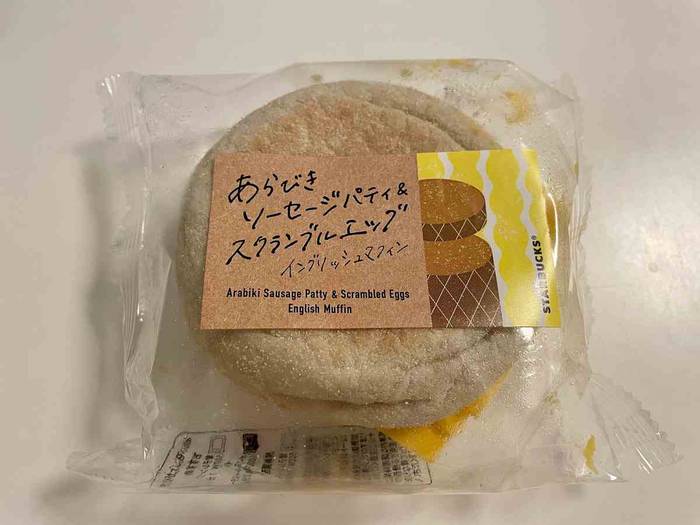 あらびき
ソーセージパティ&
スクランブルエッグ
イングリッシュマフィン
Arabiki Sausage Patty & Scrambled Eggs
English Muffin
STARBUCKS®